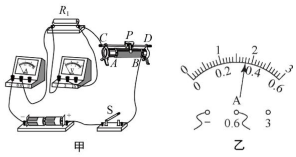 R₁
C P D
A B
A V
S
甲
0 1 2 3
0 0.2 0.4 0.6
A
- 0.6 3
乙